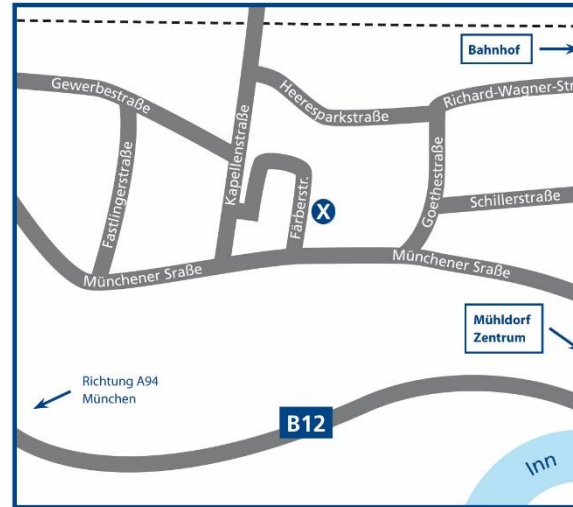 Bahnhof
Gewerbestraße
Heeresparkstraße
Richard-Wagner-Str
Kapellenstraße
Fastlingerstraße
Färberstr.
X
Goethestraße
Schillerstraße
Münchener Sraße
Münchener Sraße
Mühldorf
Zentrum
Richtung A94
München
B12
Inn